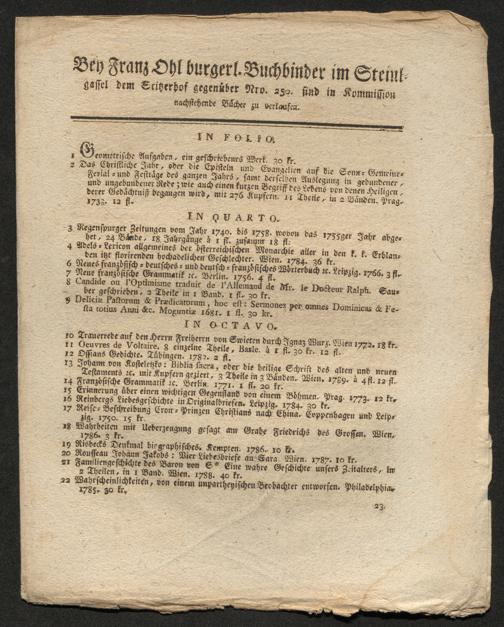 Bey Franz Ohl burgerl. Buchbinder im Steinl-
gassel dem Seitzerhof gegenüber Nro. 250. sind in Kommission
nachstehende Bücher zu verkaufen.
IN FOLIO.
1 Geometrische Aufgaben, ein geschriebenes Werk. 30 kr.
2 Das Christliche Jahr, oder die Episteln und Evangelien auf die Sonn- Gemeine-
Ferial- und Festtäge des ganzen Jahrs, samt derselben Auslegung in gebundener,
und ungebundener Rede; wie auch einen kurzen Begriff des Lebens von denen Heiligen,
derer Gedächtniß begangen wird, mit 276 Kupfern. 11 Theile, in 2 Bänden. Prag.
1733. 12 fl.
IN QUARTO.
3 Regenspurger Zeitungen vom Jahr 1740. bis 1758. wovon das 1755ger Jahr abge-
het, 24 Bände, 18 Jahrgänge à 1 fl. zusamm 18 fl:
4 Adels-Lexicon allgemeines der österreichischen Monarchie aller in den k. k. Erblan-
den itzt florirenden hochadelichen Geschlechter. Wien. 1784. 36 kr.
6 Neues französisch-deutsches- und deutsch-französisches Wörterbuch ꝛc. Leipzig. 1766. 3 fl.
7 Neue französische Grammatik ꝛc. Berlin. 1756. 4 fl.
8 Candide ou l'Optimisme traduit de l'Allemand de Mr. le Docteur Ralph. Sau-
ber geschrieben, 2 Theile in 1 Band. 1 fl. 30 kr.
9 Deliciæ Pastorum & Prædicatorum, hoc est: Sermones per omnes Dominicas & Fe-
sta totius Anni &c. Moguntiæ 1681. 1 fl. 30 kr.
IN OCTAVO.
10 Trauerrede auf den Herrn Freiherrn von Swieten durch Ignaz Wurz. Wien 1772. 18 kr.
11 Oeuvres de Voltaire. 8 einzelne Theile, Basle. à 1 fl. 30 kr. 12 fl.
12 Ossians Gedichte. Tübingen. 1782. 2 fl.
13 Johann von Rosteletzko: Biblia sacra, oder die heilige Schrift des alten und neuen
Testaments ꝛc. mit Kupfern geziert, 3 Theile in 3 Bänden. Wien, 1789. à 4 fl. 12 fl.
14 Französische Grammatik ꝛc. Berlin. 1771. 1 fl. 20 kr.
15 Erinnerung über einen wichtigen Gegenstand von einem Böhmen. Prag. 1773. 12 kr.
16 Reinbergs Liebesgeschichte in Originalbriefen. Leipzig. 1784. 30 kr.
17 Reise-Beschreibung Cron-Prinzen Christians nach China. Coppenhagen und Leip-
zig. 1750. 15 kr.
18 Wahrheiten mit Ueberzeugung gesagt am Grabe Friedrichs des Grossen. Wien.
1786. 3 kr.
19 Risbecks Denkmal biographisches. Kempten. 1786. 10 kr.
20 Rousseau Johann Jakobs: Vier Liebesbriefe an Sara. Wien. 1787. 10 kr.
21 Familiengeschichte des Baron von S* Eine wahre Geschichte unsers Zeitalters, in
2 Theilen, in 1 Band. Wien. 1788. 40 kr.
22 Wahrscheinlichkeiten, von einem unpartheyischen Beobachter entworfen. Philadelphia.
1785. 30 kr.
23.